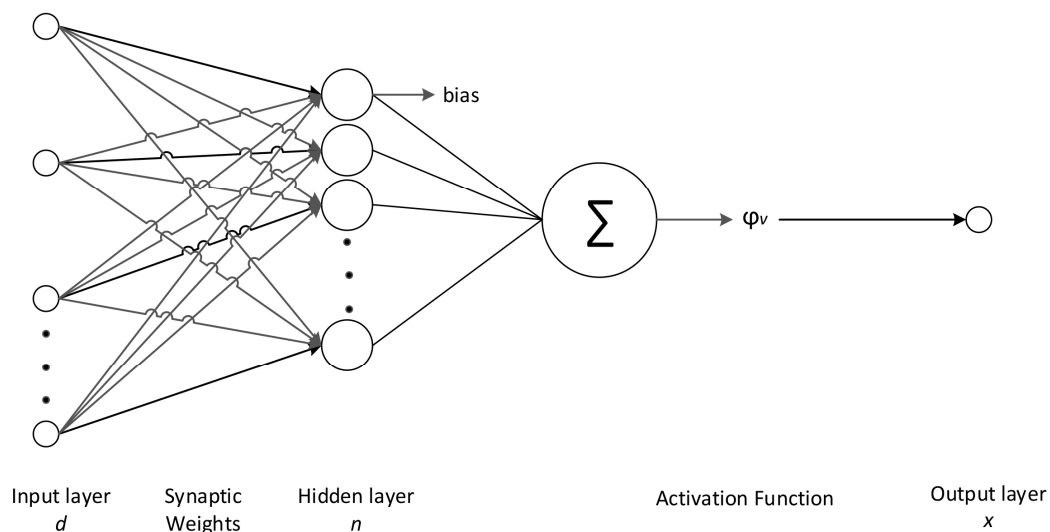 bias
∑
φv
Input layer
d
Synaptic
Weights
Hidden layer
n
Activation Function
Output layer
x